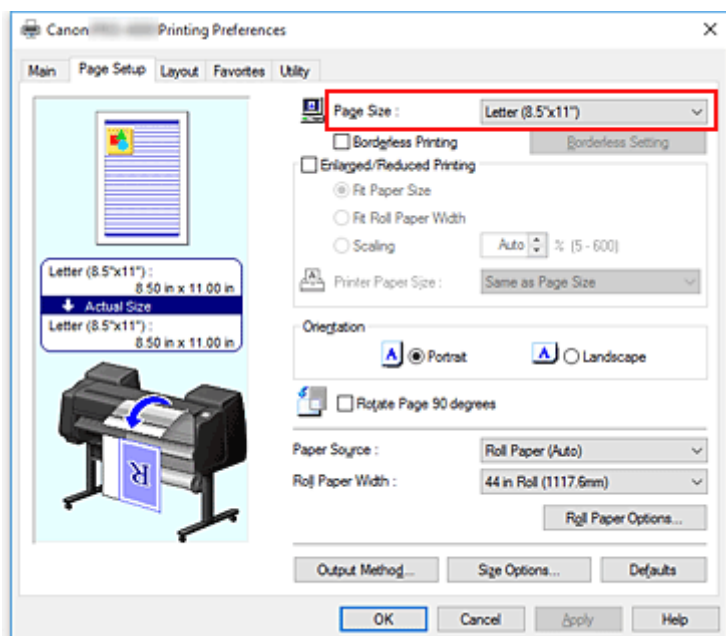 Canon Printing Preferences
Main Page Setup Layout Favorites Utility
Page Size : Letter (8.5"x11")
Borderless Printing Borderless Setting
Enlarged/Reduced Printing
Fit Paper Size
Fit Roll Paper Width
Scaling Auto % (5 - 600)
Printer Paper Size : Same as Page Size
Letter (8.5"x11") :
8.50 in x 11.00 in
Actual Size
Letter (8.5"x11") :
8.50 in x 11.00 in
Orientation
A Portrait A Landscape
Rotate Page 90 degrees
R
Paper Source : Roll Paper (Auto)
Roll Paper Width : 44 in Roll (1117.6mm)
Roll Paper Options...
Output Method... Size Options... Defaults
OK Cancel Apply Help